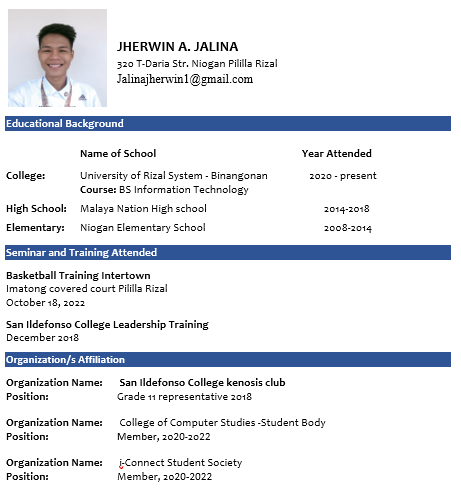 JHERWIN A. JALINA
320 T-Daria Str. Niogan Pililla Rizal
Jalinajherwin1@gmail.com
Educational Background
Name of School Year Attended
College: University of Rizal System - Binangonan 2020 - present
Course: BS Information Technology
High School: Malaya Nation High school 2014-2018
Elementary: Niogan Elementary School 2008-2014
Seminar and Training Attended
Basketball Training Intertown
Imatong covered court Pililla Rizal
October 18, 2022
San Ildefonso College Leadership Training
December 2018
Organization/s Affiliation
Organization Name: San Ildefonso College kenosis club
Position: Grade 11 representative 2018
Organization Name: College of Computer Studies -Student Body
Position: Member, 2020-2022
Organization Name: i-Connect Student Society
Position: Member, 2020-2022